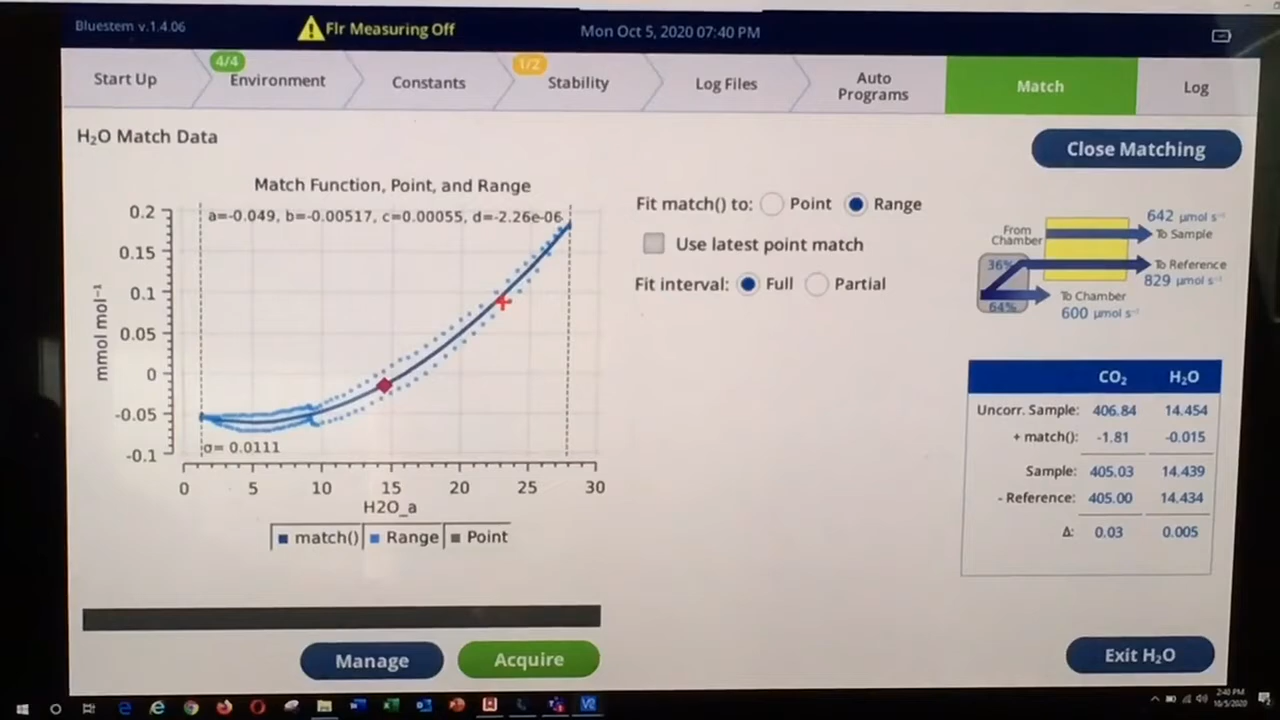 Bluestem v.1.4.06
Flr Measuring Off
Mon Oct 5, 2020 07:40 PM
Start Up
4/4
Environment
Constants
1/2
Stability
Log Files
Auto
Programs
Match
Log
H₂O Match Data
Close Matching
Match Function, Point, and Range
a=-0.049, b=-0.00517, c=0.00055, d=-2.26e-06
0.2
0.15
0.1
0.05
0
-0.05
-0.1
mmol mol⁻¹
σ= 0.0111
0 5 10 15 20 25 30
H2O_a
match() Range Point
Fit match() to: Point Range
Use latest point match
Fit interval: Full Partial
642 µmol s⁻¹
From
Chamber
To Sample
36%
To Reference
829 µmol s⁻¹
64%
To Chamber
600 µmol s⁻¹
CO₂ H₂O
Uncorr. Sample: 406.84 14.454
+ match(): -1.81 -0.015
Sample: 405.03 14.439
- Reference: 405.00 14.434
Δ: 0.03 0.005
Manage
Acquire
Exit H₂O
2:40 PM
10/5/2020